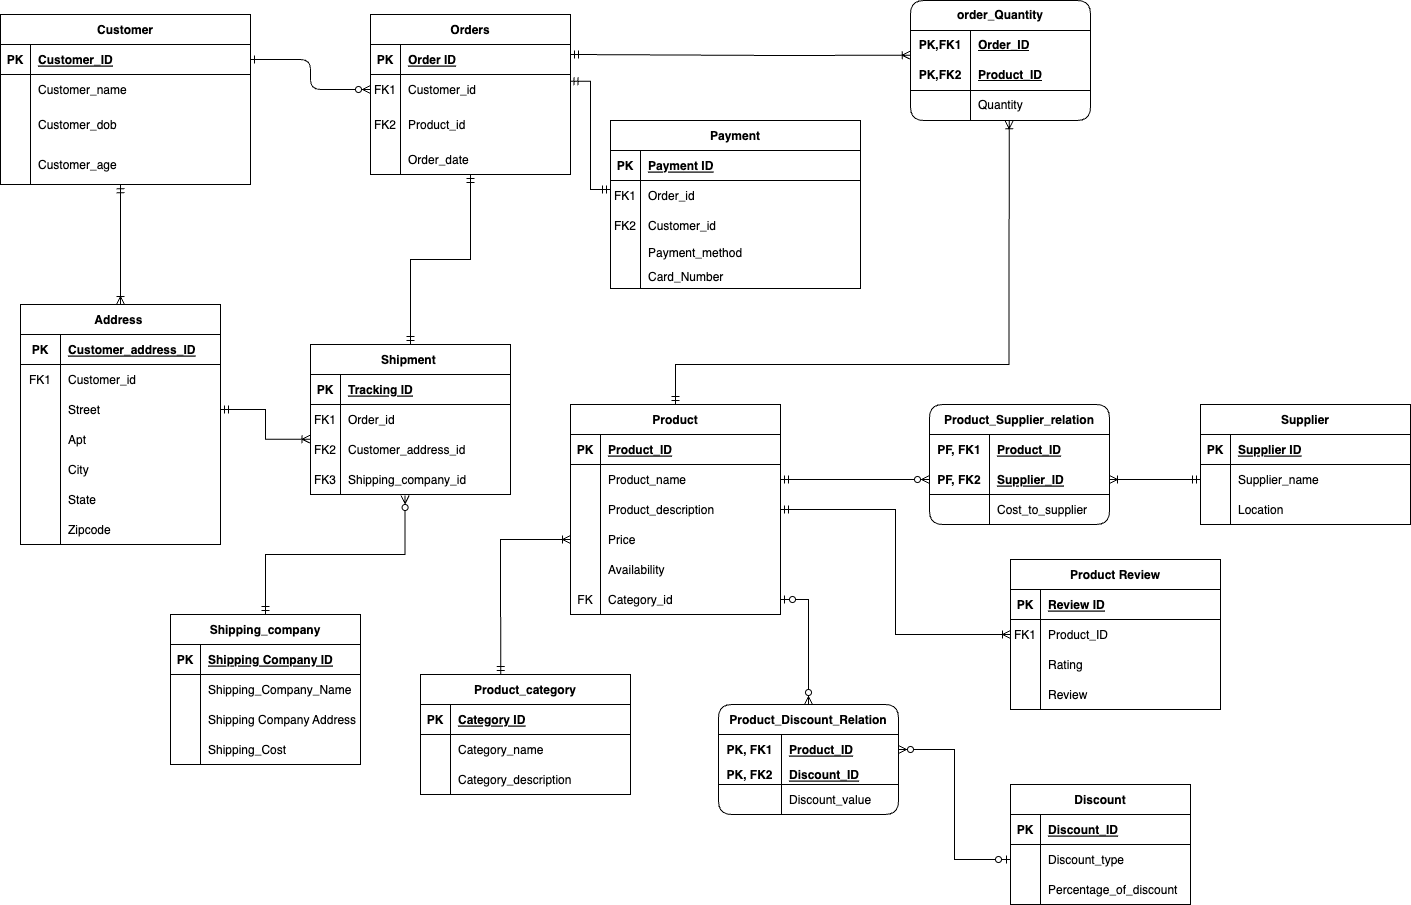 Customer
PK Customer_ID
Customer_name
Customer_dob
Customer_age
Orders
PK Order ID
FK1 Customer_id
FK2 Product_id
Order_date
order_Quantity
PK,FK1 Order_ID
PK,FK2 Product_ID
Quantity
Payment
PK Payment ID
FK1 Order_id
FK2 Customer_id
Payment_method
Card_Number
Address
PK Customer_address_ID
FK1 Customer_id
Street
Apt
City
State
Zipcode
Shipment
PK Tracking ID
FK1 Order_id
FK2 Customer_address_id
FK3 Shipping_company_id
Product
PK Product_ID
Product_name
Product_description
Price
Availability
FK Category_id
Product_Supplier_relation
PF, FK1 Product_ID
PF, FK2 Supplier_ID
Cost_to_supplier
Supplier
PK Supplier ID
Supplier_name
Location
Product Review
PK Review ID
FK1 Product_ID
Rating
Review
Shipping_company
PK Shipping Company ID
Shipping_Company_Name
Shipping Company Address
Shipping_Cost
Product_category
PK Category ID
Category_name
Category_description
Product_Discount_Relation
PK, FK1 Product_ID
PK, FK2 Discount_ID
Discount_value
Discount
PK Discount_ID
Discount_type
Percentage_of_discount